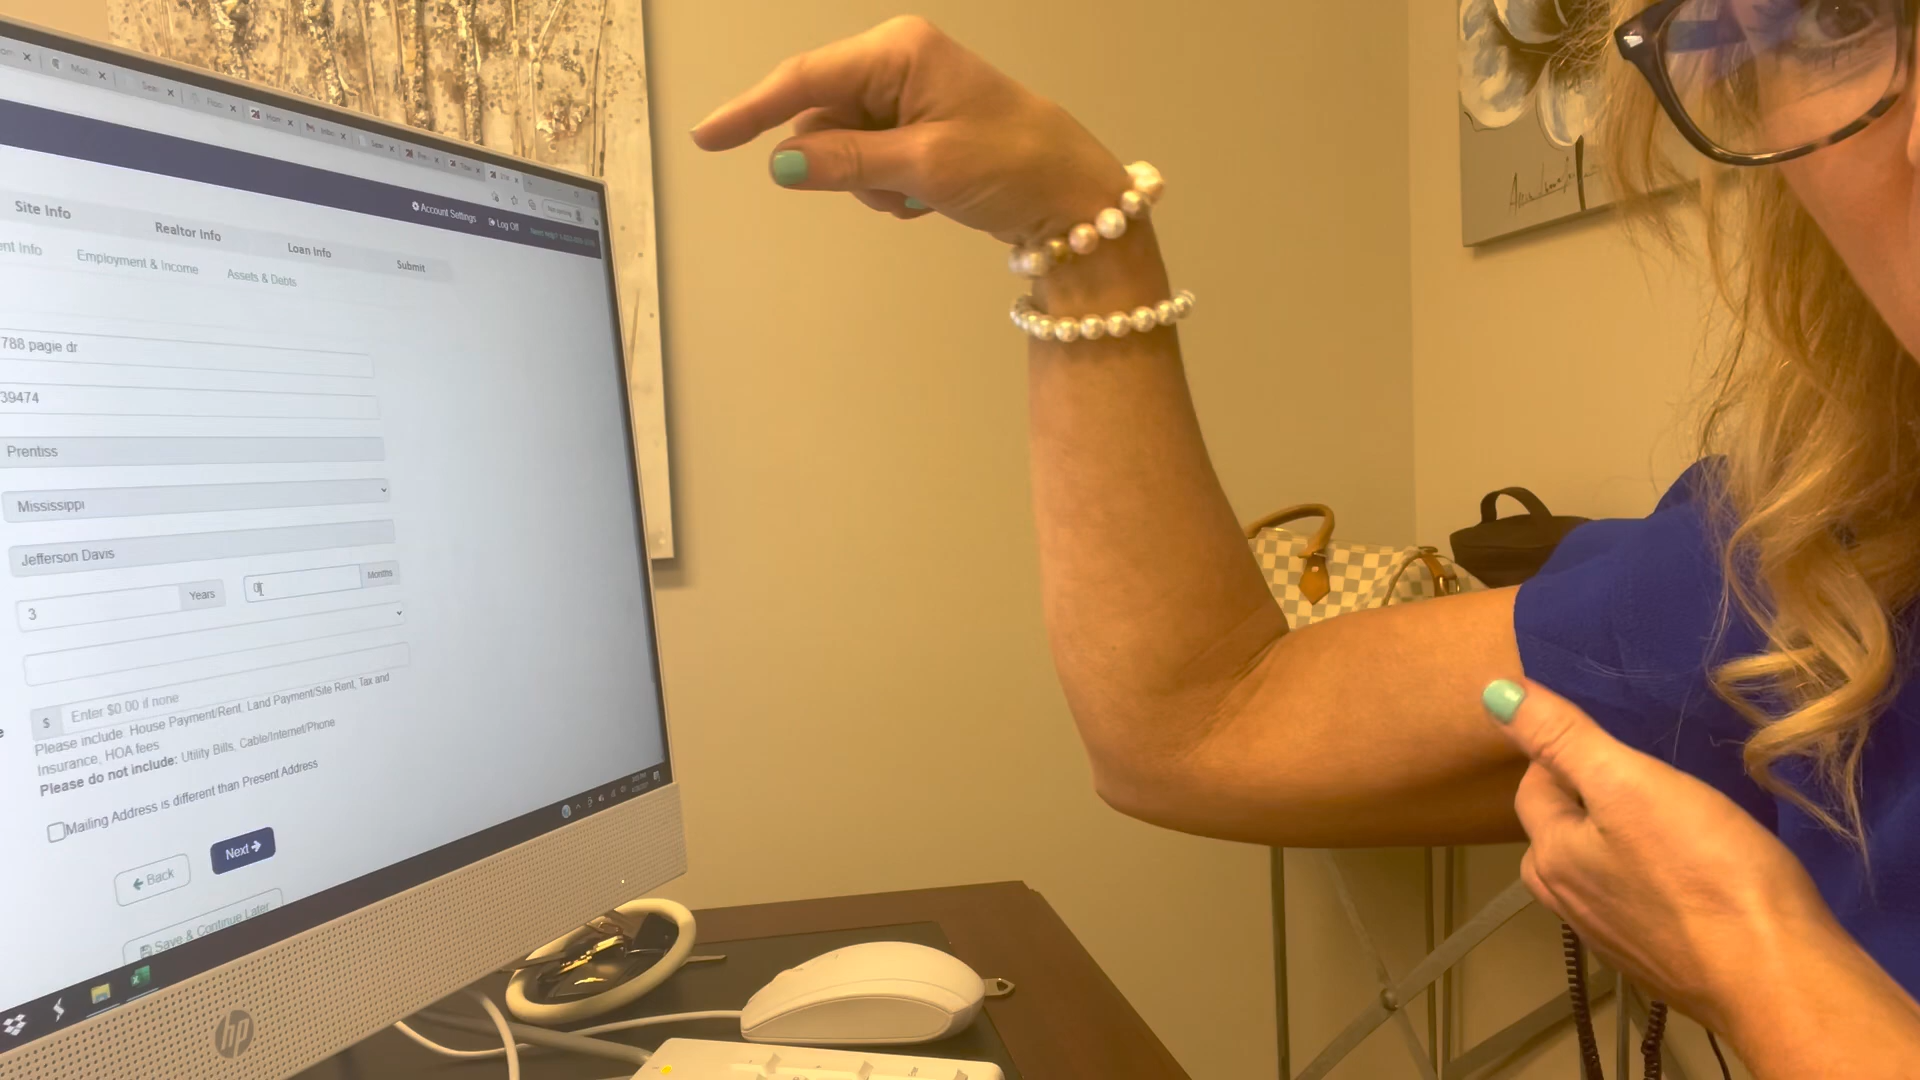 Account Settings
Log Off
Site Info
Realtor Info
Loan Info
Submit
ent Info
Employment & Income
Assets & Debts
788 pagie dr
39474
Prentiss
Mississippi
Jefferson Davis
3
Years
0
Months
$
Enter $0.00 if none
Please include: House Payment/Rent, Land Payment/Site Rent, Tax and
Insurance, HOA fees
Please do not include: Utility Bills, Cable/Internet/Phone
Mailing Address is different than Present Address
Back
Next
Save & Continue Later
hp